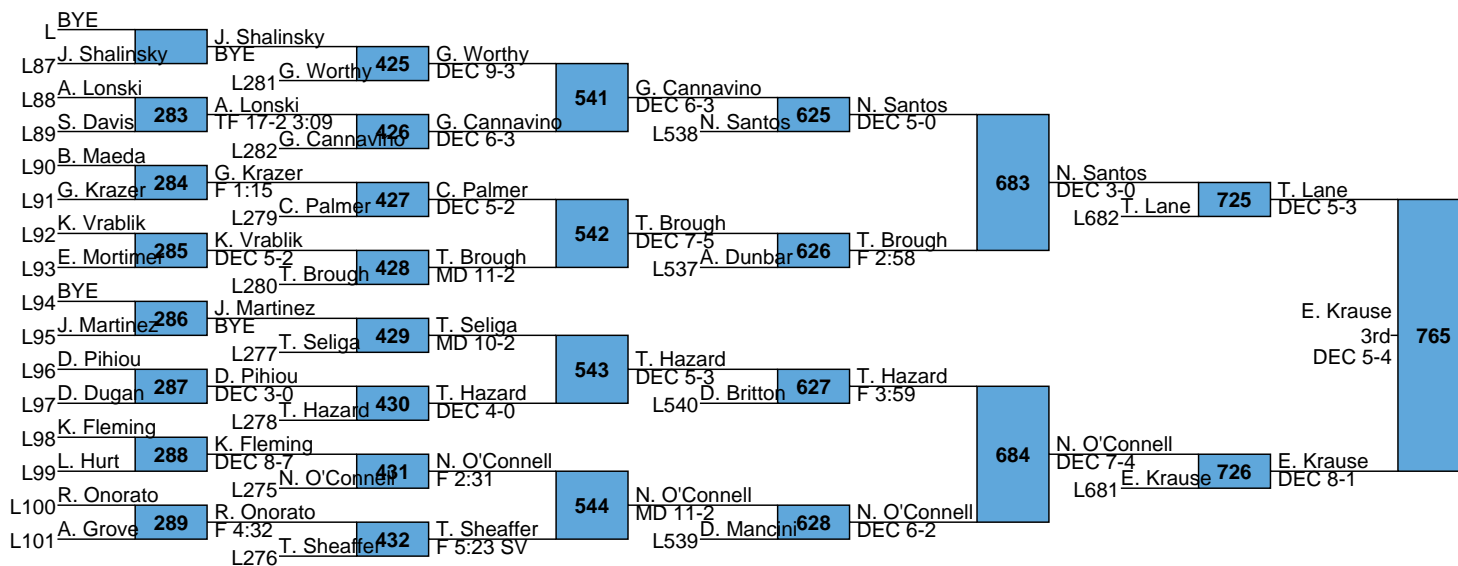 BYE
L
J. Shalinsky
L87
J. Shalinsky
BYE
A. Lonski
L88
283
S. Davis
L89
A. Lonski
TF 17-2 3:09
B. Maeda
L90
284
G. Krazer
L91
G. Krazer
F 1:15
K. Vrablik
L92
285
E. Mortimer
L93
K. Vrablik
DEC 5-2
BYE
L94
286
J. Martinez
L95
J. Martinez
BYE
D. Pihiou
L96
287
D. Dugan
L97
D. Pihiou
DEC 3-0
K. Fleming
L98
288
L. Hurt
L99
K. Fleming
DEC 8-7
R. Onorato
L100
289
A. Grove
L101
R. Onorato
F 4:32
425
G. Worthy
L281
G. Worthy
DEC 9-3
426
G. Cannavino
L282
G. Cannavino
DEC 6-3
427
C. Palmer
L279
C. Palmer
DEC 5-2
428
T. Brough
L280
T. Brough
MD 11-2
429
T. Seliga
L277
T. Seliga
MD 10-2
430
T. Hazard
L278
T. Hazard
DEC 4-0
431
N. O'Connell
L275
N. O'Connell
F 2:31
432
T. Sheaffer
L276
T. Sheaffer
F 5:23 SV
541
G. Cannavino
DEC 6-3
542
T. Brough
DEC 7-5
543
T. Hazard
DEC 5-3
544
N. O'Connell
MD 11-2
625
N. Santos
L538
N. Santos
DEC 5-0
626
A. Dunbar
L537
T. Brough
F 2:58
627
D. Britton
L540
T. Hazard
F 3:59
628
D. Mancini
L539
N. O'Connell
DEC 6-2
683
N. Santos
DEC 3-0
684
N. O'Connell
DEC 7-4
725
T. Lane
L682
T. Lane
DEC 5-3
726
E. Krause
L681
E. Krause
DEC 8-1
765
E. Krause
3rd
DEC 5-4